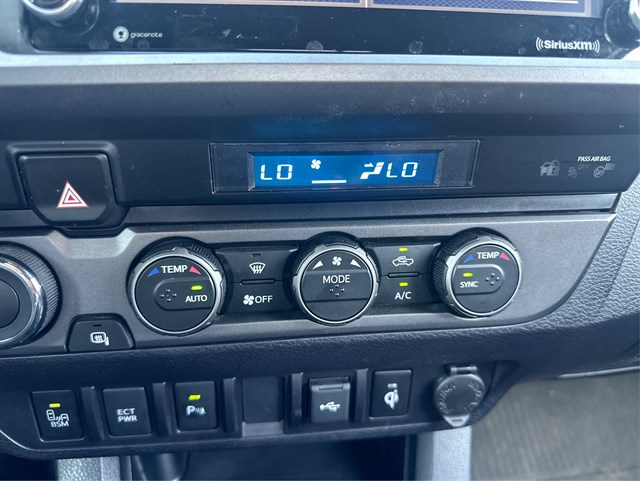 gracenote
SiriusXM
LO LO
PASS AIR BAG
TEMP
AUTO
OFF
MODE
A/C
TEMP
SYNC
BSM
ECT
PWR
P